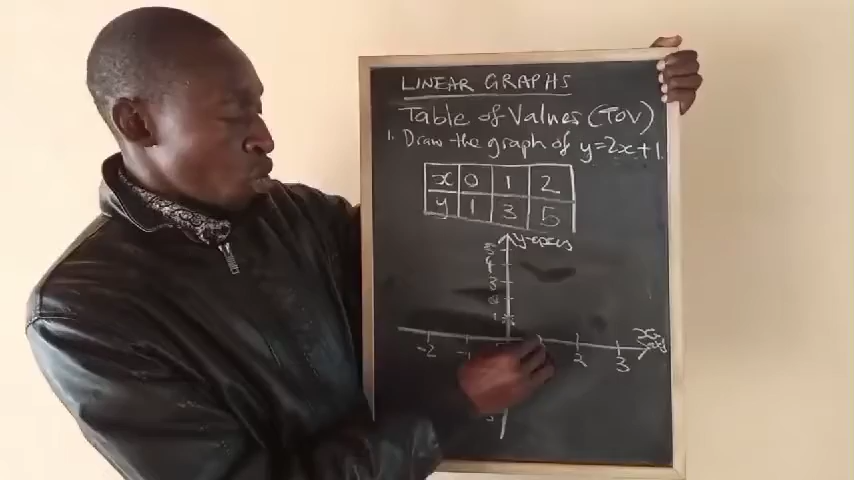 LINEAR GRAPHS
Table of Values (TOV)
1. Draw the graph of y=2x+1.
x 0 1 2
y 1 3 5
y-axis
5
4
3
2
1
-2 -1 2 3
x-axis